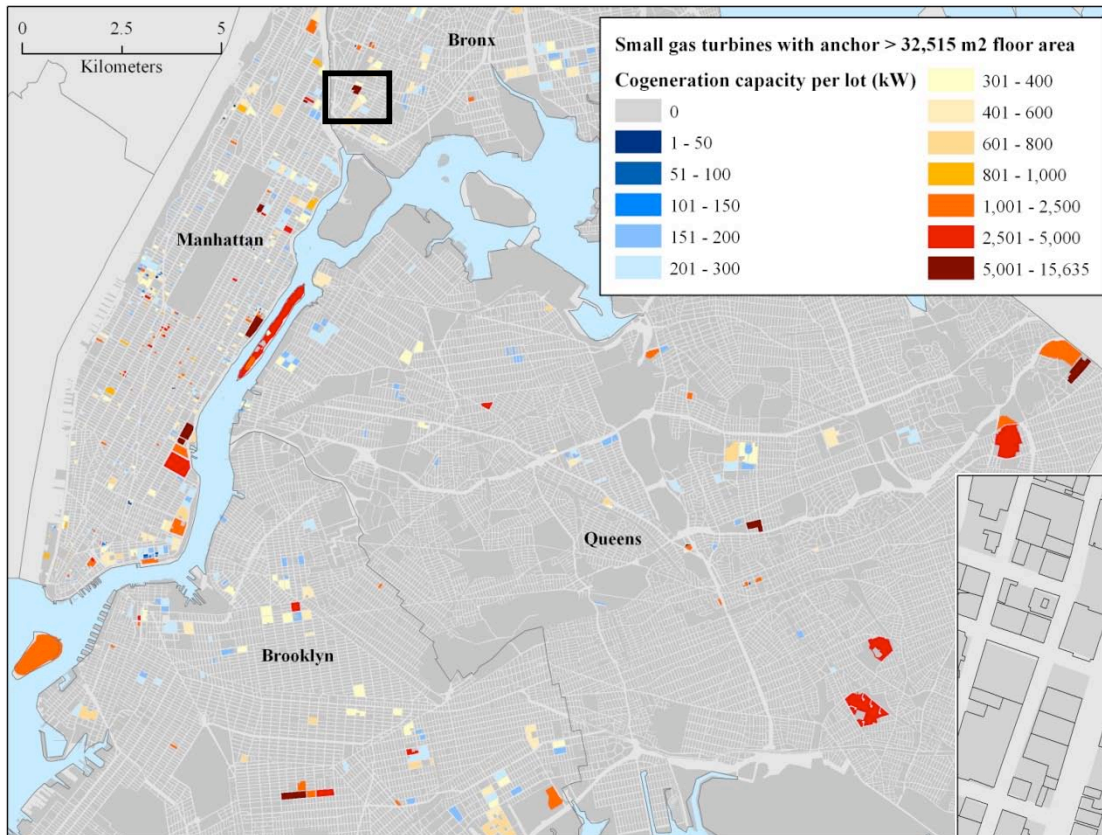 0 2.5 5
Kilometers
Bronx
Manhattan
Queens
Brooklyn
Small gas turbines with anchor > 32,515 m2 floor area
Cogeneration capacity per lot (kW)
0
1 - 50
51 - 100
101 - 150
151 - 200
201 - 300
301 - 400
401 - 600
601 - 800
801 - 1,000
1,001 - 2,500
2,501 - 5,000
5,001 - 15,635